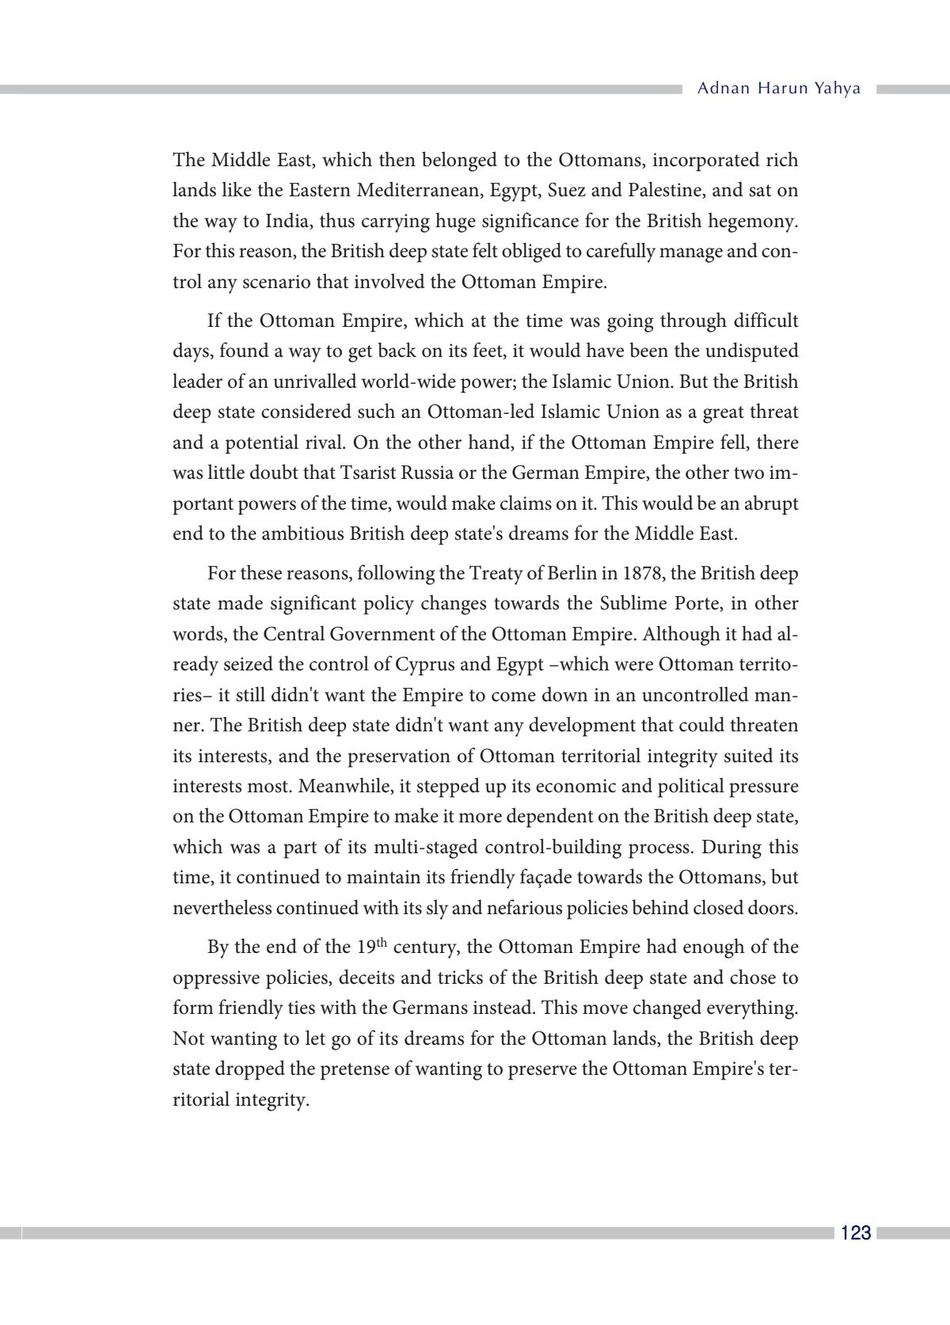 Adnan Harun Yahya
The Middle East, which then belonged to the Ottomans, incorporated rich
lands like the Eastern Mediterranean, Egypt, Suez and Palestine, and sat on
the way to India, thus carrying huge significance for the British hegemony.
For this reason, the British deep state felt obliged to carefully manage and con-
trol any scenario that involved the Ottoman Empire.
If the Ottoman Empire, which at the time was going through difficult
days, found a way to get back on its feet, it would have been the undisputed
leader of an unrivalled world-wide power; the Islamic Union. But the British
deep state considered such an Ottoman-led Islamic Union as a great threat
and a potential rival. On the other hand, if the Ottoman Empire fell, there
was little doubt that Tsarist Russia or the German Empire, the other two im-
portant powers of the time, would make claims on it. This would be an abrupt
end to the ambitious British deep state's dreams for the Middle East.
For these reasons, following the Treaty of Berlin in 1878, the British deep
state made significant policy changes towards the Sublime Porte, in other
words, the Central Government of the Ottoman Empire. Although it had al-
ready seized the control of Cyprus and Egypt –which were Ottoman territo-
ries– it still didn't want the Empire to come down in an uncontrolled man-
ner. The British deep state didn't want any development that could threaten
its interests, and the preservation of Ottoman territorial integrity suited its
interests most. Meanwhile, it stepped up its economic and political pressure
on the Ottoman Empire to make it more dependent on the British deep state,
which was a part of its multi-staged control-building process. During this
time, it continued to maintain its friendly façade towards the Ottomans, but
nevertheless continued with its sly and nefarious policies behind closed doors.
By the end of the 19th century, the Ottoman Empire had enough of the
oppressive policies, deceits and tricks of the British deep state and chose to
form friendly ties with the Germans instead. This move changed everything.
Not wanting to let go of its dreams for the Ottoman lands, the British deep
state dropped the pretense of wanting to preserve the Ottoman Empire's ter-
ritorial integrity.
123